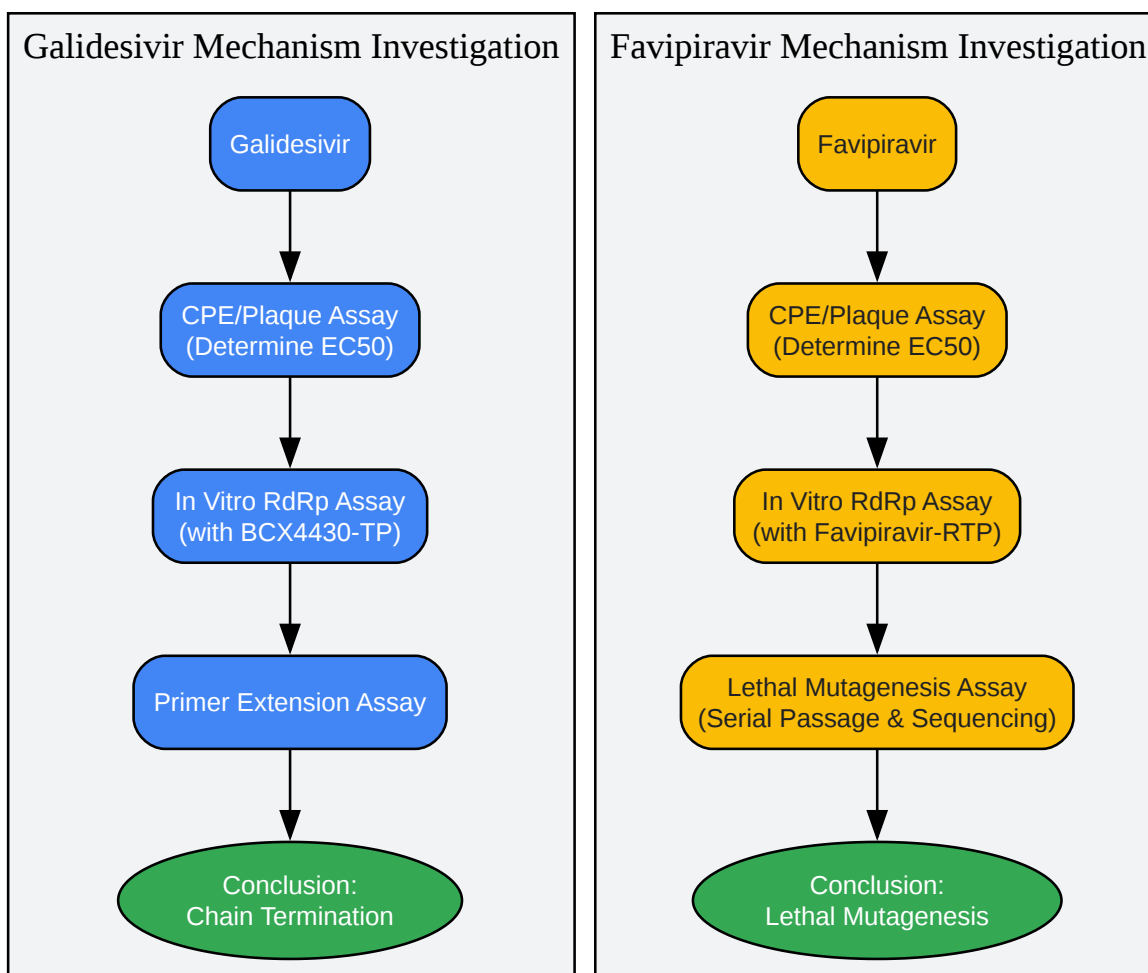 Galidesivir Mechanism Investigation
Galidesivir
CPE/Plaque Assay
(Determine EC50)
In Vitro RdRp Assay
(with BCX4430-TP)
Primer Extension Assay
Conclusion:
Chain Termination
Favipiravir Mechanism Investigation
Favipiravir
CPE/Plaque Assay
(Determine EC50)
In Vitro RdRp Assay
(with Favipiravir-RTP)
Lethal Mutagenesis Assay
(Serial Passage & Sequencing)
Conclusion:
Lethal Mutagenesis